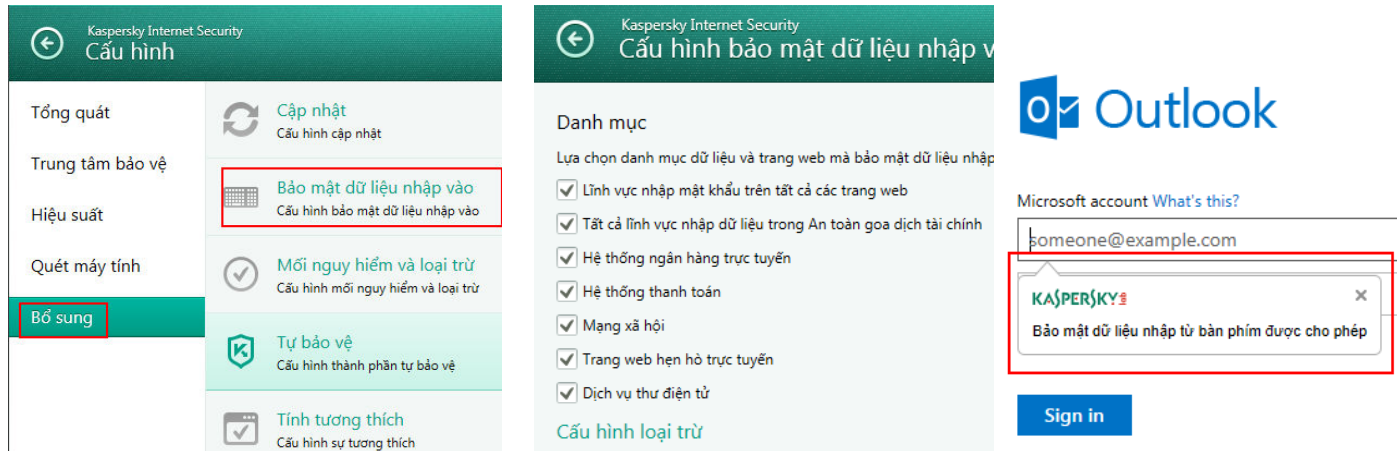 Kaspersky Internet Security
Cấu hình
Tổng quát
Trung tâm bảo vệ
Hiệu suất
Quét máy tính
Bổ sung
Cập nhật
Cấu hình cập nhật
Bảo mật dữ liệu nhập vào
Cấu hình bảo mật dữ liệu nhập vào
Mối nguy hiểm và loại trừ
Cấu hình mối nguy hiểm và loại trừ
Tự bảo vệ
Cấu hình thành phần tự bảo vệ
Tính tương thích
Cấu hình sự tương thích
Kaspersky Internet Security
Cấu hình bảo mật dữ liệu nhập v
Danh mục
Lựa chọn danh mục dữ liệu và trang web mà bảo mật dữ liệu nhập
Lĩnh vực nhập mật khẩu trên tất cả các trang web
Tất cả lĩnh vực nhập dữ liệu trong An toàn goa dịch tài chính
Hệ thống ngân hàng trực tuyến
Hệ thống thanh toán
Mạng xã hội
Trang web hẹn hò trực tuyến
Dịch vụ thư điện tử
Cấu hình loại trừ
Outlook
Microsoft account What's this?
someone@example.com
KASPERSKY
Bảo mật dữ liệu nhập từ bàn phím được cho phép
Sign in